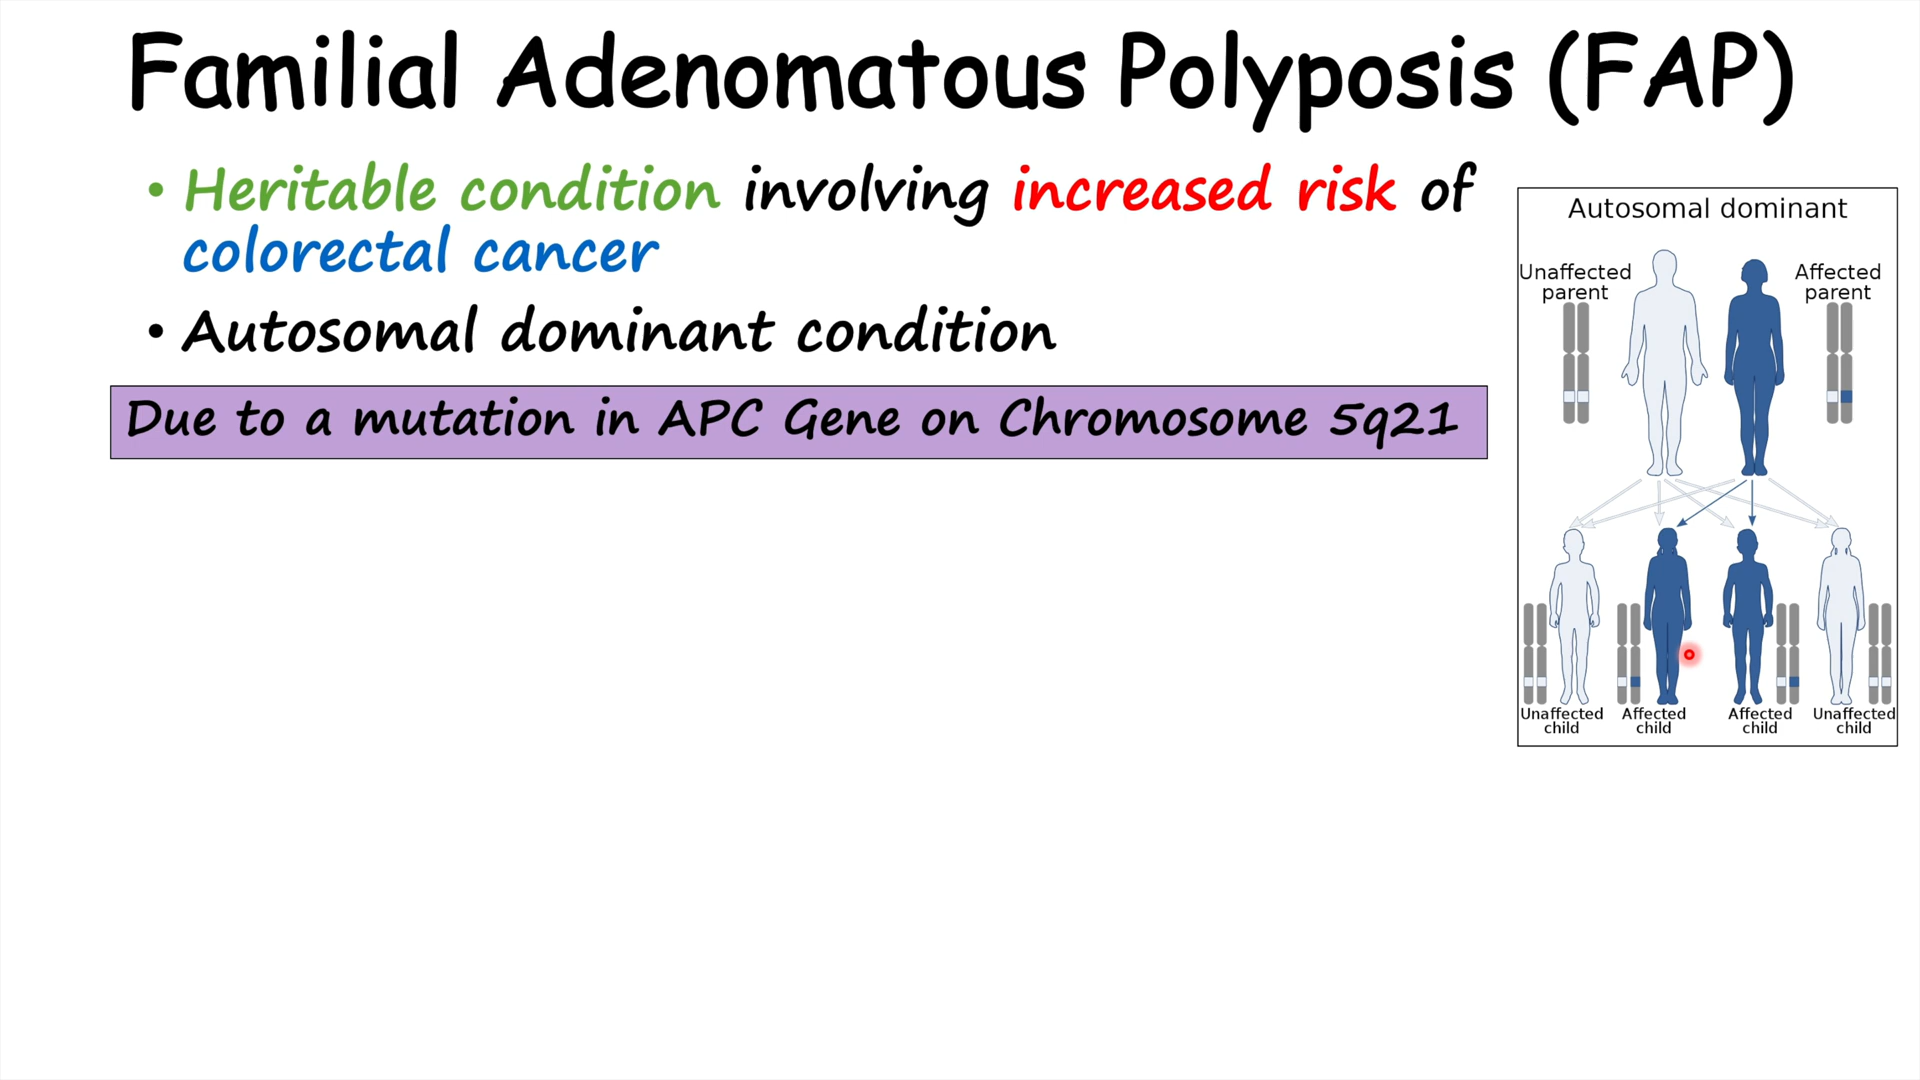 Familial Adenomatous Polyposis (FAP)
• Heritable condition involving increased risk of
colorectal cancer
• Autosomal dominant condition
Due to a mutation in APC Gene on Chromosome 5q21
Autosomal dominant
Unaffected
parent
Affected
parent
Unaffected
child
Affected
child
Affected
child
Unaffected
child